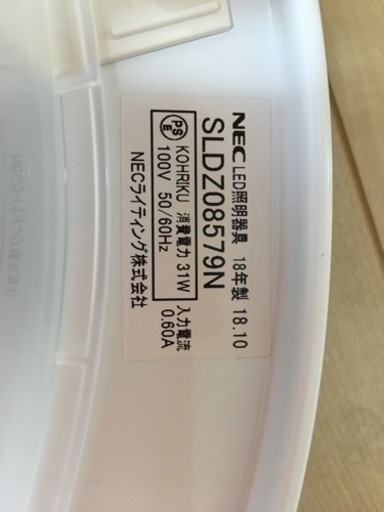 NEC LED照明器具 18年製 18.10
SLDZ08579N
PS
E
KOHRIKU 消費電力 31W 入力電流
100V 50/60Hz 0.60A
NECライティング株式会社